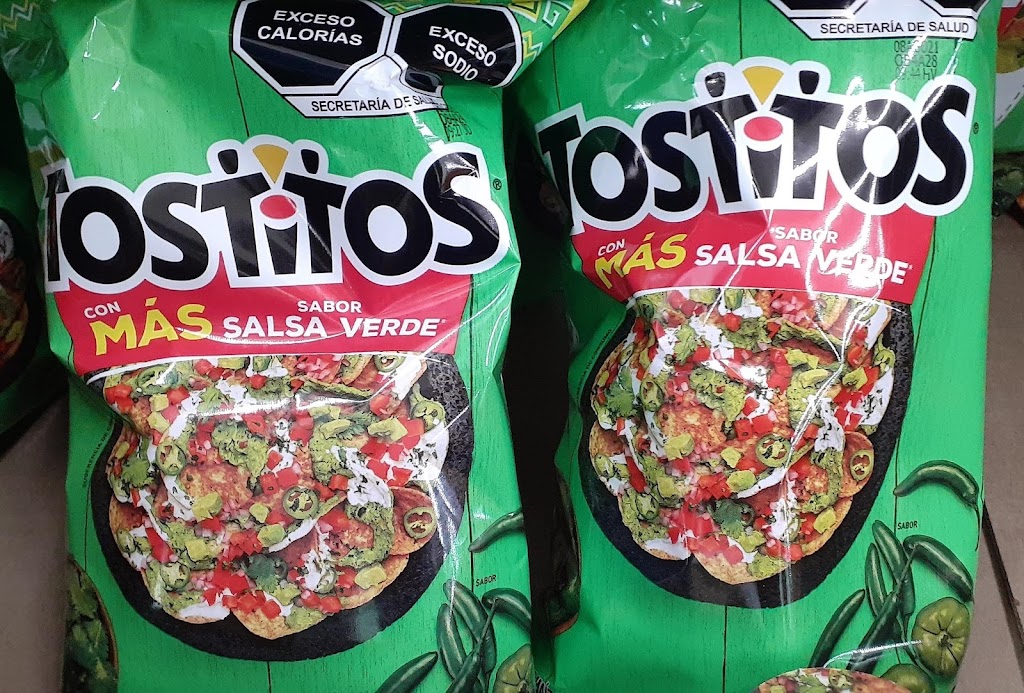 EXCESO
CALORÍAS
EXCESO
SODIO
SECRETARÍA DE SALUD
TOSTITOS®
CON
MÁS
SABOR
SALSA VERDE
SABOR
SECRETARÍA DE SALUD
TOSTITOS
CON
MÁS
SABOR
SALSA VERDE
SABOR